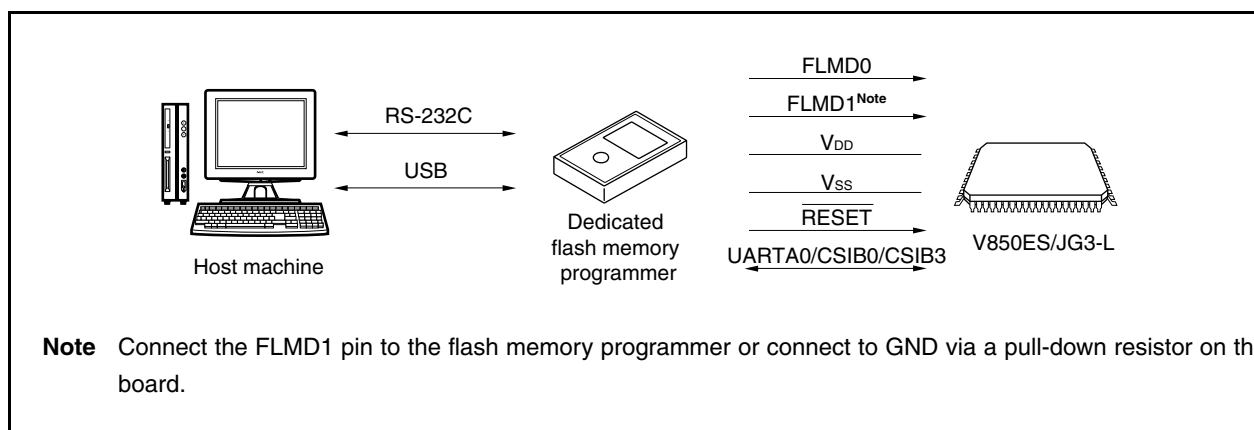 FLMD0
FLMD1Note
RS-232C
VDD
USB
VSS
RESET
Dedicated
flash memory
programmer
V850ES/JG3-L
UARTA0/CSIB0/CSIB3
Host machine
Note Connect the FLMD1 pin to the flash memory programmer or connect to GND via a pull-down resistor on th
board.